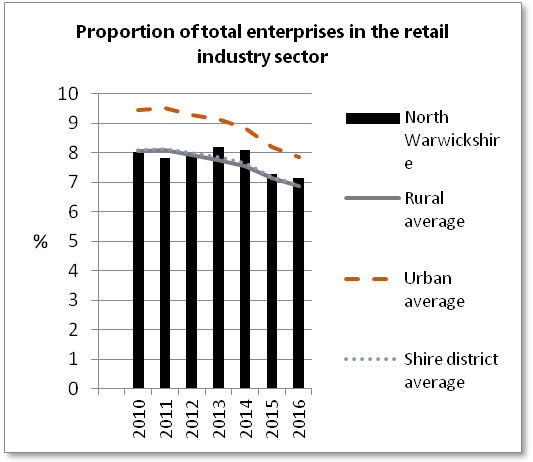 Proportion of total enterprises in the retail
industry sector
10
9
8
7
6
5
4
3
2
1
0
%
2010
2011
2012
2013
2014
2015
2016
North
Warwickshir
e
Rural
average
Urban
average
Shire district
average